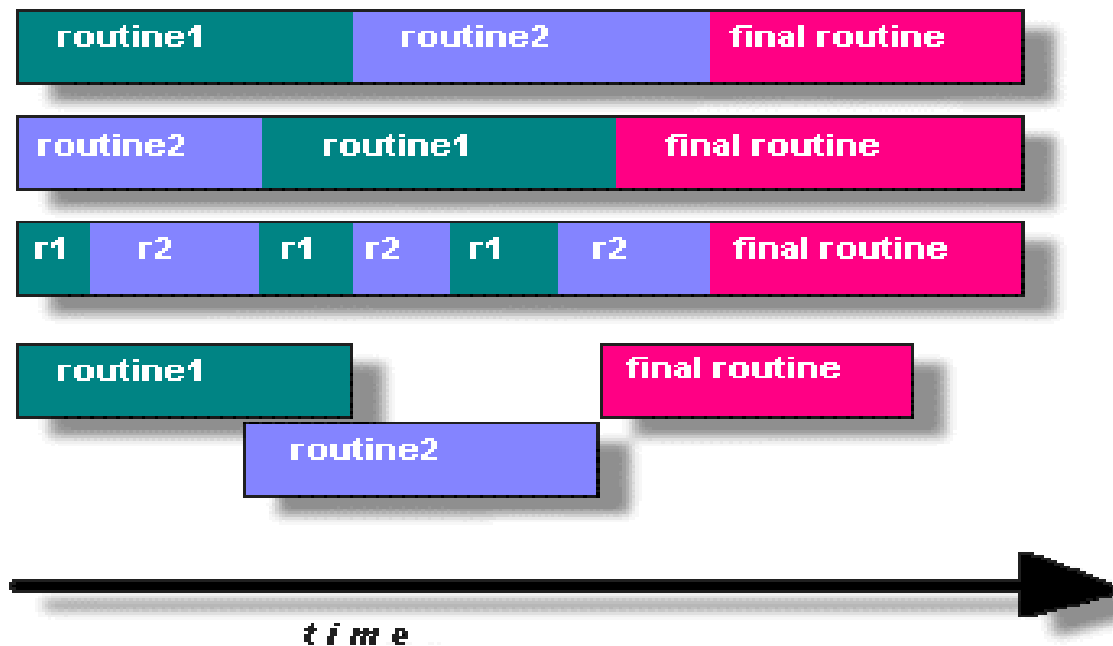 routine1 routine2 final routine
routine2 routine1 final routine
r1 r2 r1 r2 r1 r2 final routine
routine1 final routine
routine2
time